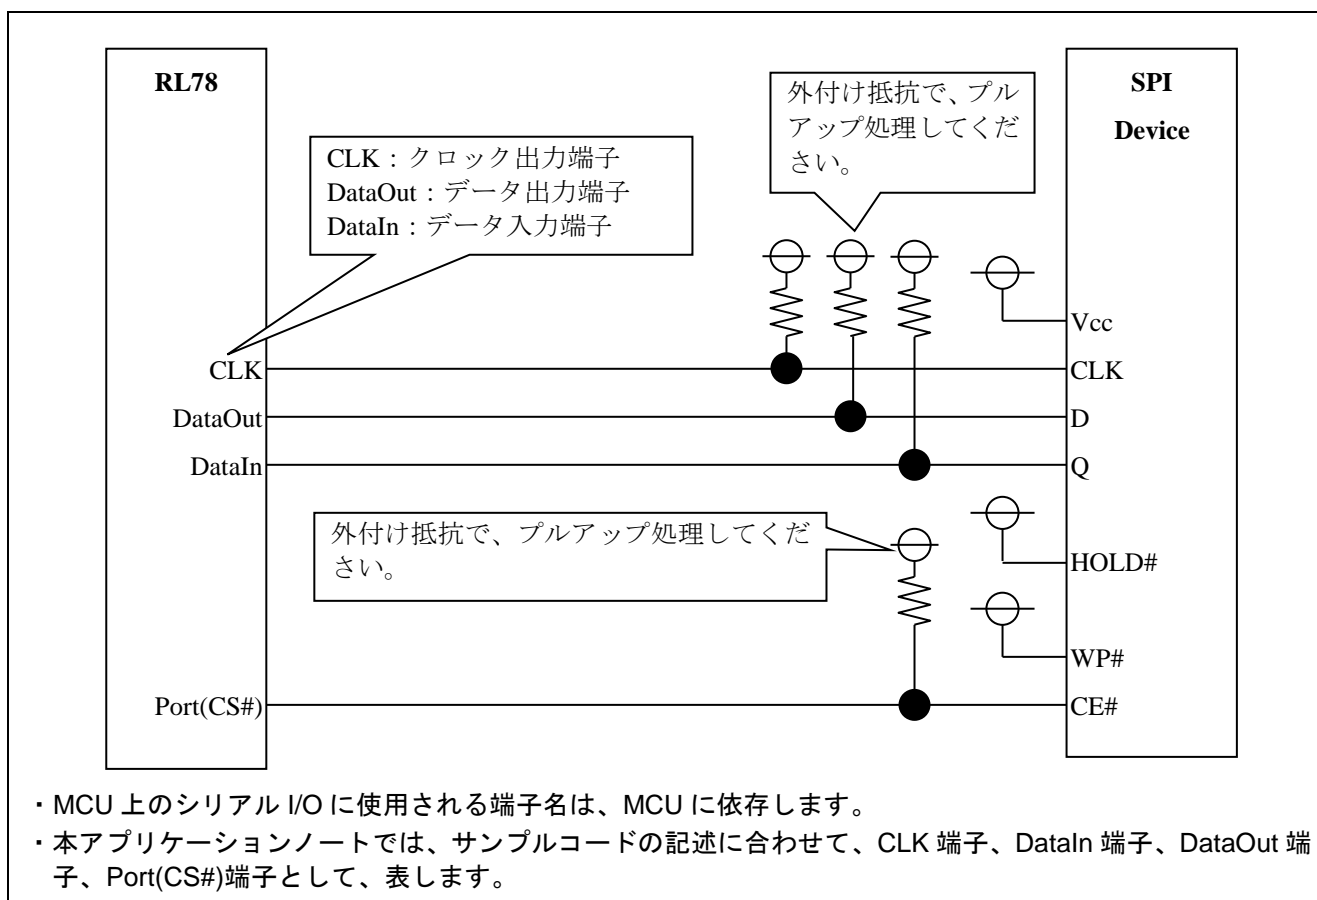 RL78
SPI
Device
外付け抵抗で、プル
アップ処理してくだ
さい。
CLK：クロック出力端子
DataOut：データ出力端子
DataIn：データ入力端子
Vcc
CLK
CLK
DataOut
D
DataIn
Q
外付け抵抗で、プルアップ処理してくだ
さい。
HOLD#
WP#
Port(CS#)
CE#
・MCU 上のシリアル I/O に使用される端子名は、MCU に依存します。
・本アプリケーションノートでは、サンプルコードの記述に合わせて、CLK 端子、DataIn 端子、DataOut 端
子、Port(CS#)端子として、表します。